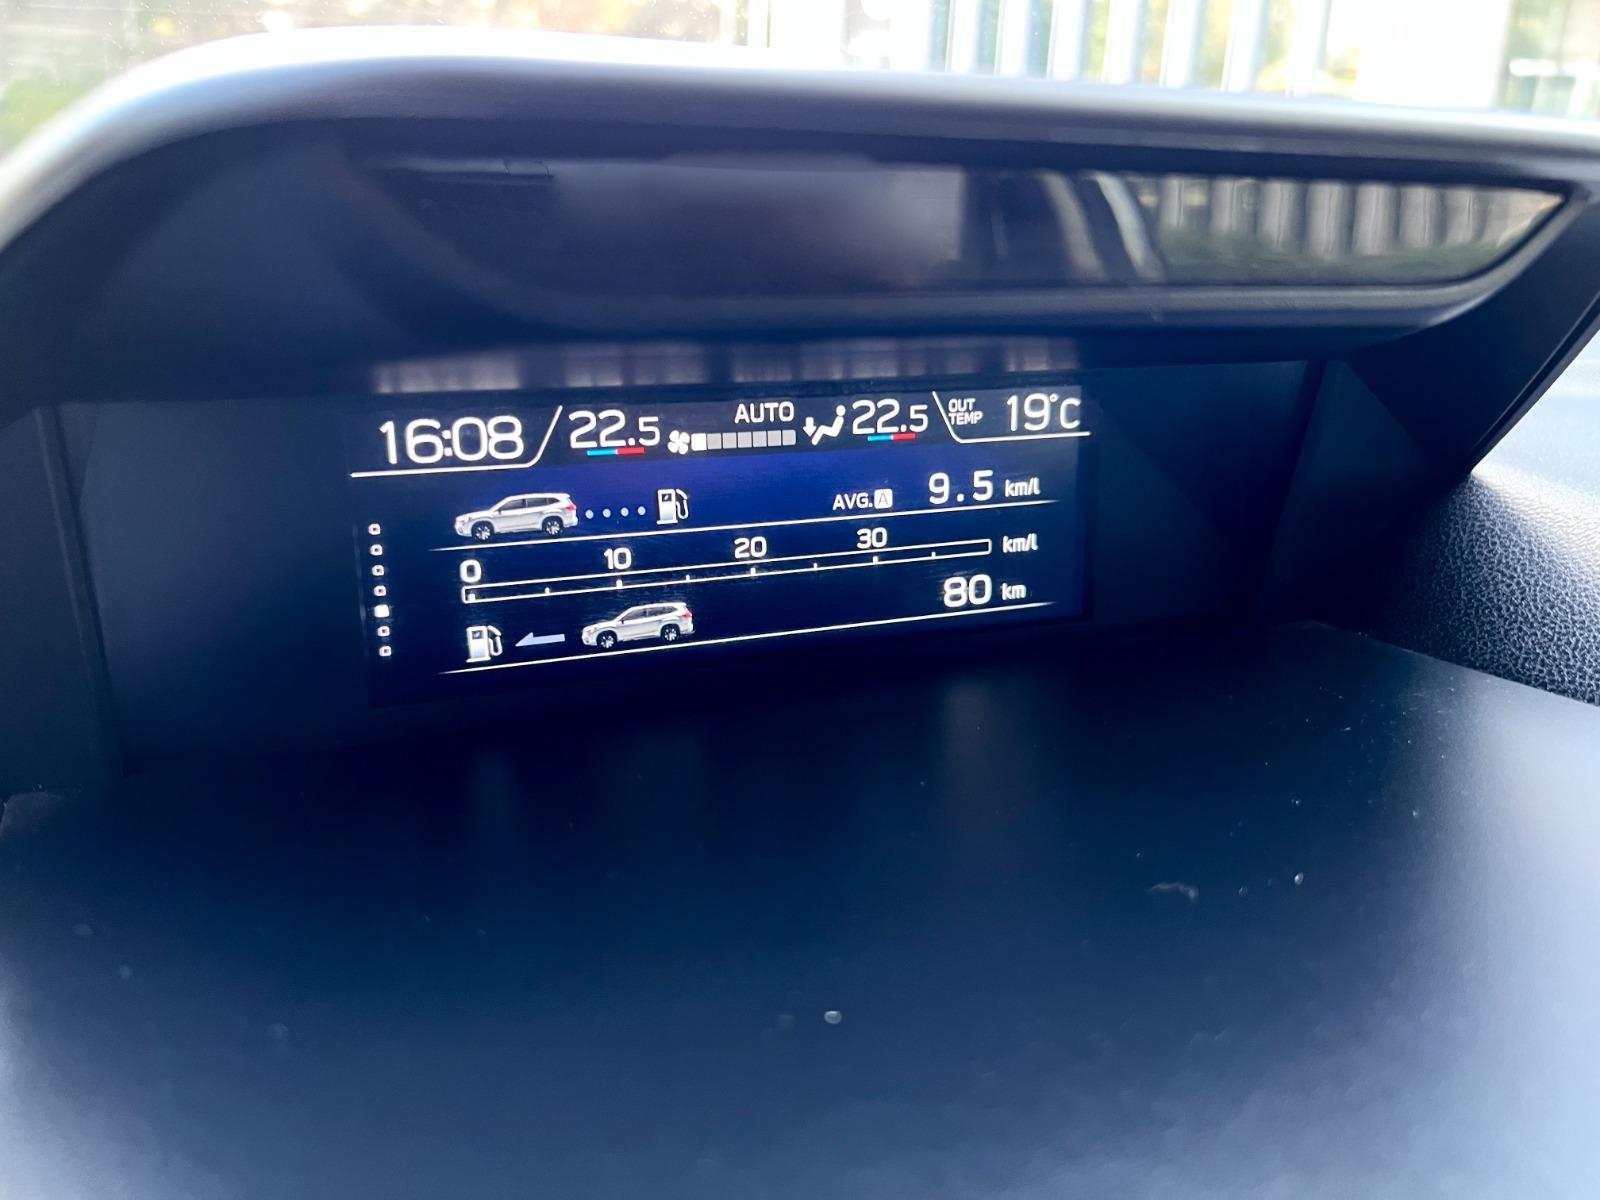 16:08 22.5 AUTO 22.5 OUT TEMP 19°C
AVG. A 9.5 km/l
0 10 20 30 km/l
80 km